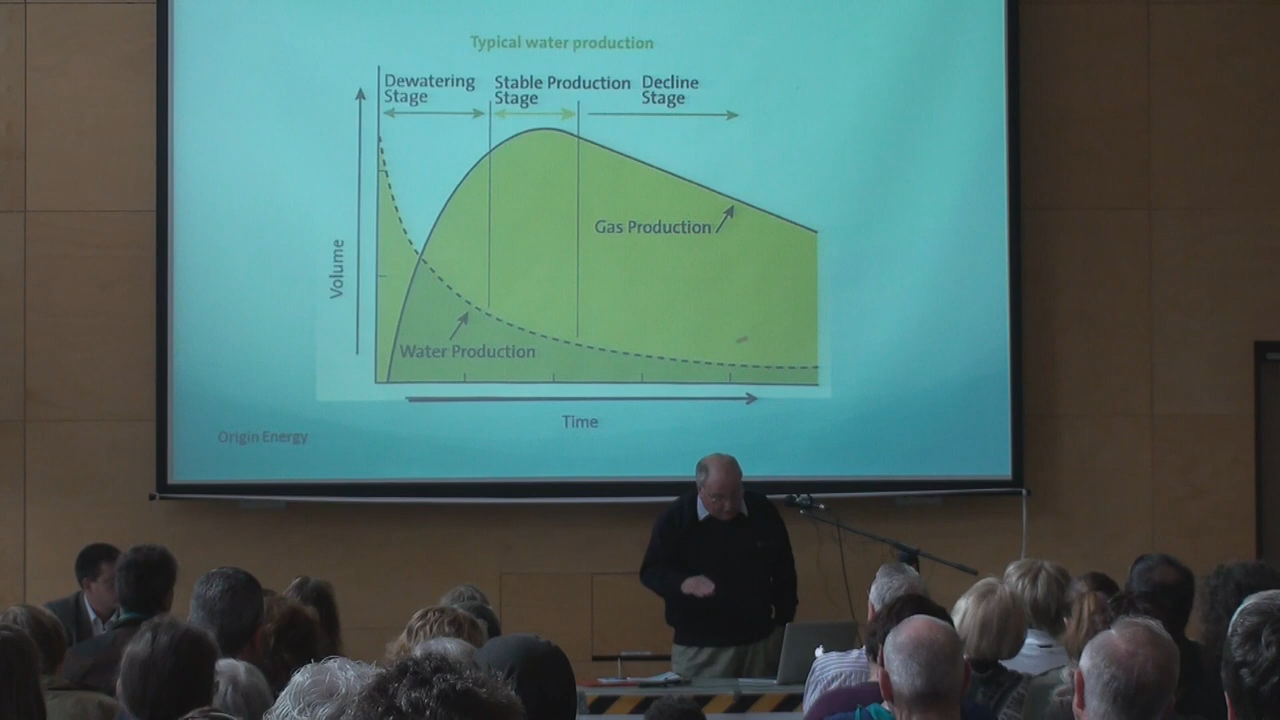 Typical water production
Dewatering
Stage
Stable Production
Stage
Decline
Stage
Gas Production
Volume
Water Production
Time
Origin Energy